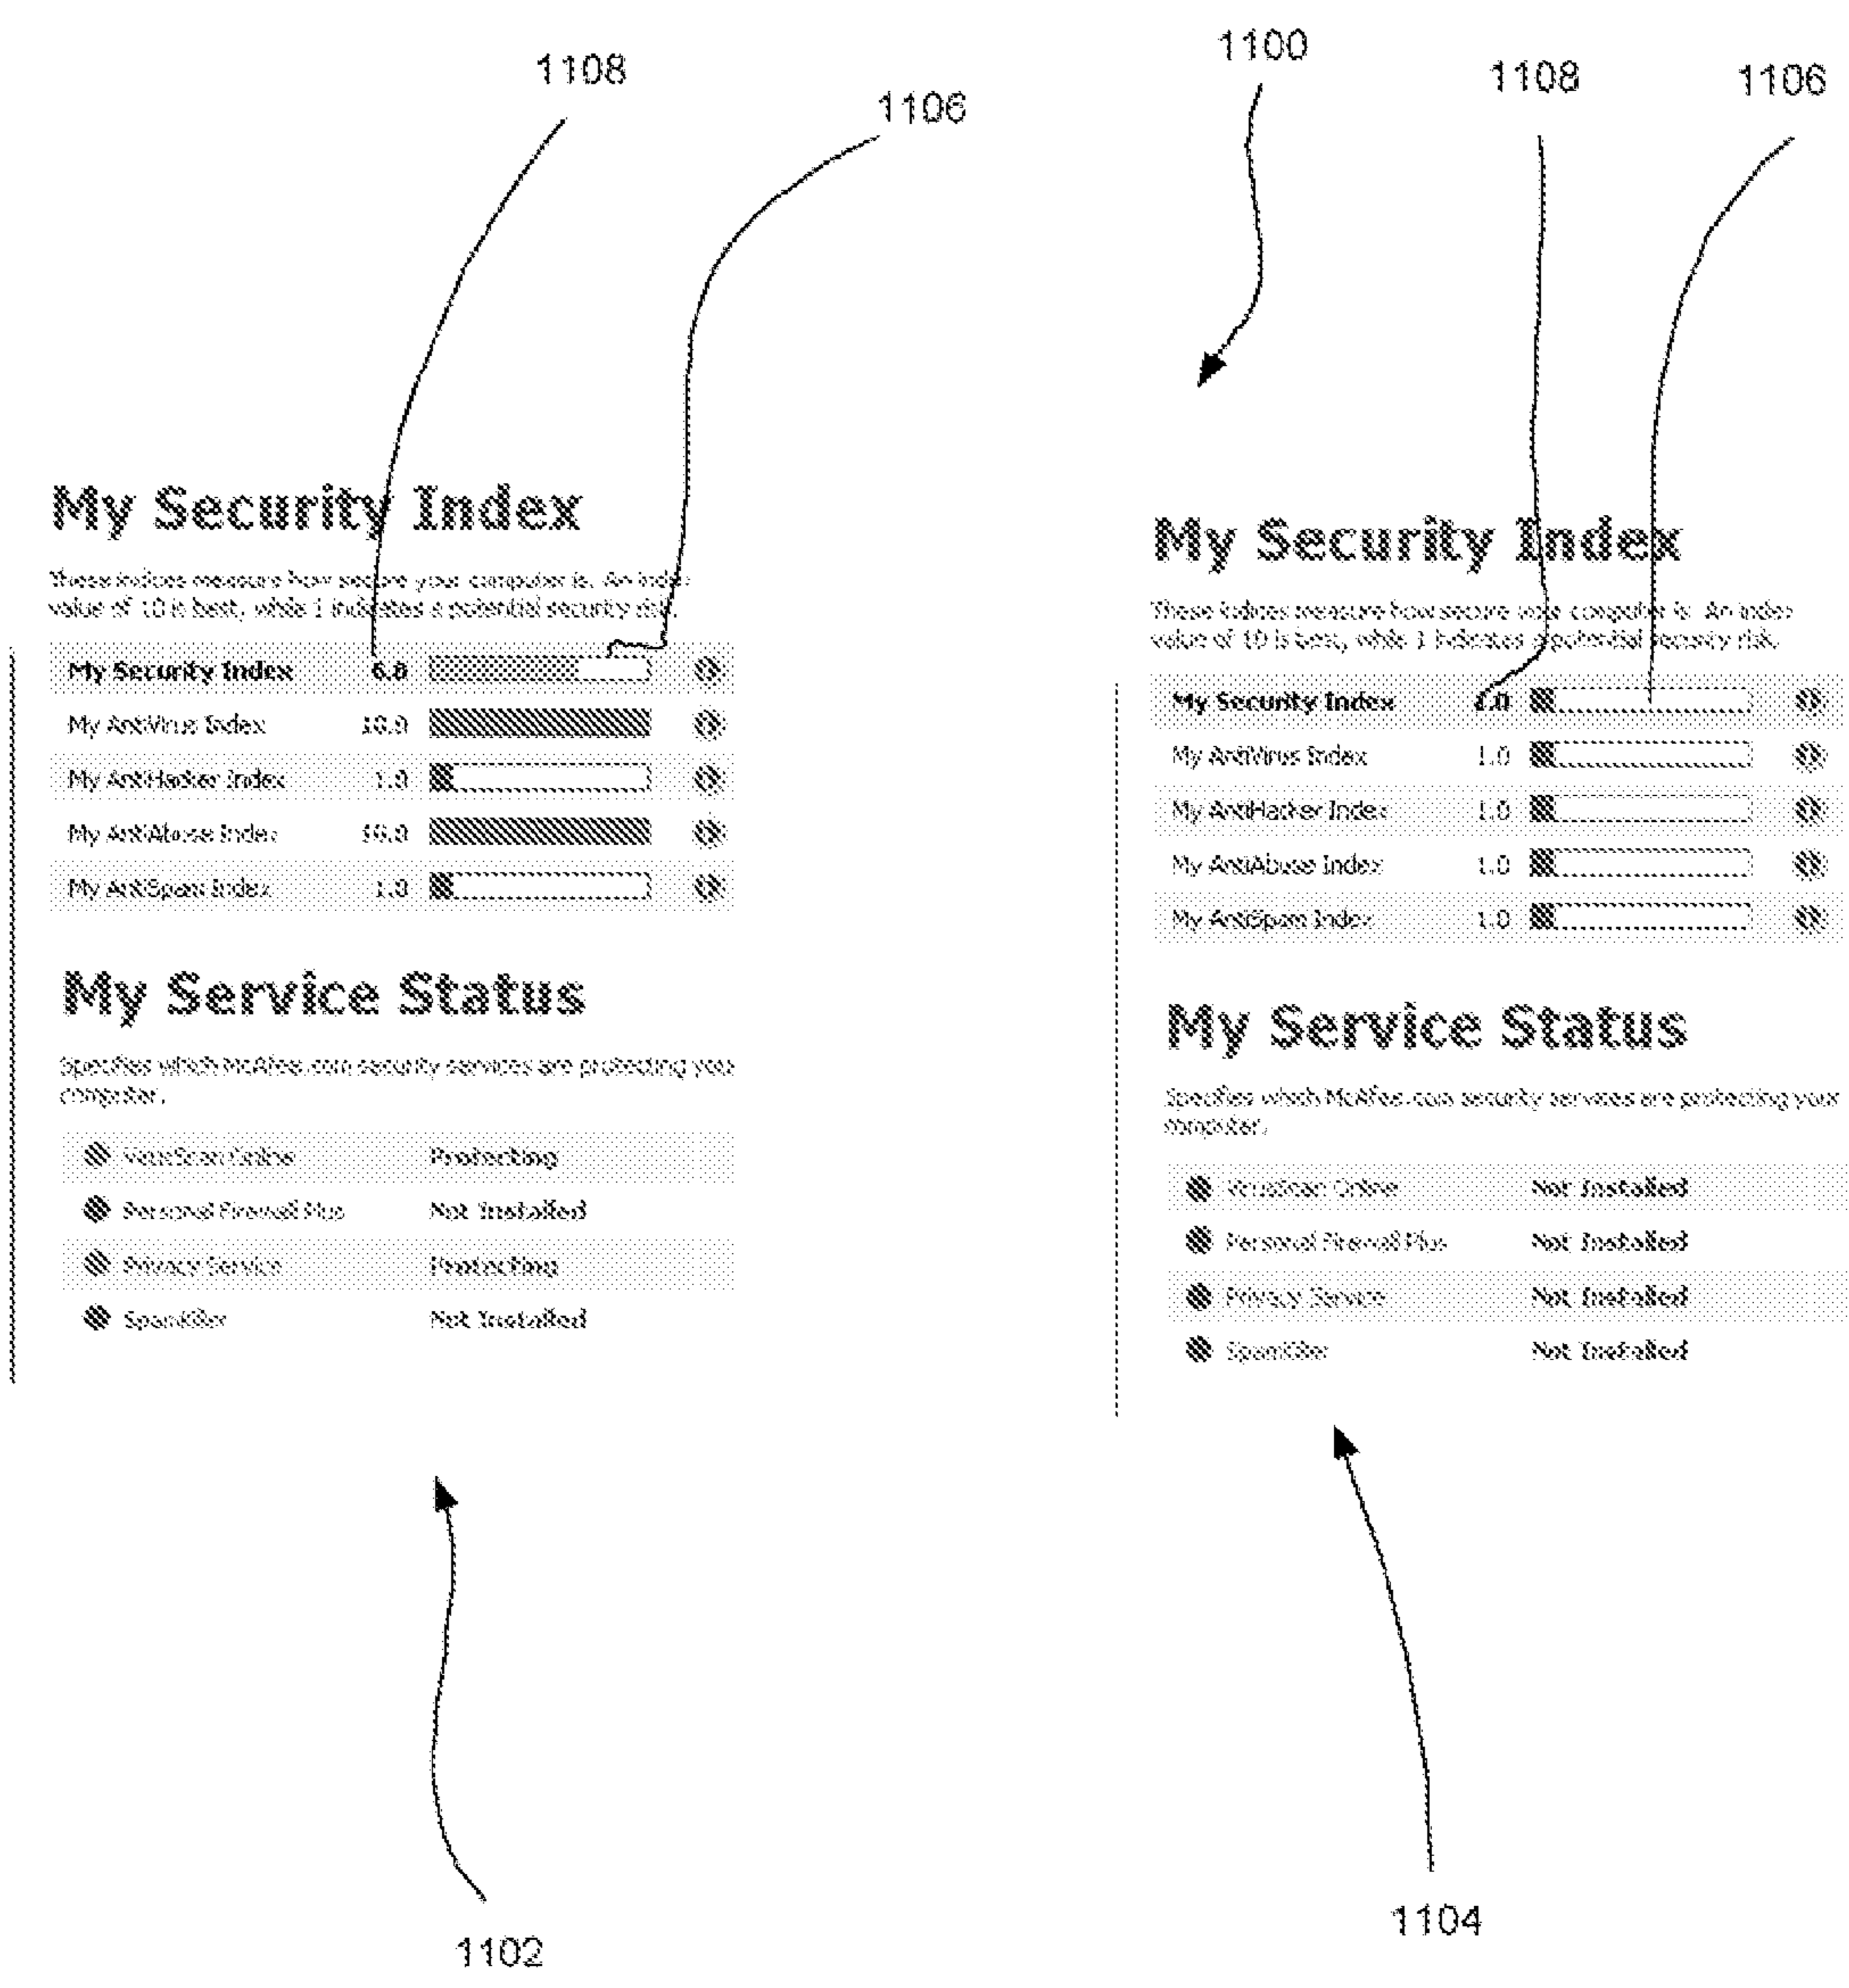 1108
1106
1100
1108
1106
My Security Index
These indices measure how secure your computer is. An index
value of 10 is best, while 1 indicates a potential security risk.
My Security Index
My AntiVirus Index 10.0
My AntiHacker Index 1.0
My AntiAbuse Index 10.0
My AntiSpam Index 1.0
My Service Status
Specifies which McAfee.com security services are protecting your
computer.
VirusScan Online Protecting
Personal Firewall Plus Not Installed
Privacy Service Protecting
SpamKiller Not Installed
1102
My Security Index
These indices measure how secure your computer is. An index
value of 10 is best, while 1 indicates a potential security risk.
My Security Index 1.0
My AntiVirus Index 1.0
My AntiHacker Index 1.0
My AntiAbuse Index 1.0
My AntiSpam Index 1.0
My Service Status
Specifies which McAfee.com security services are protecting your
computer.
VirusScan Online Not Installed
Personal Firewall Plus Not Installed
Privacy Service Not Installed
SpamKiller Not Installed
1104